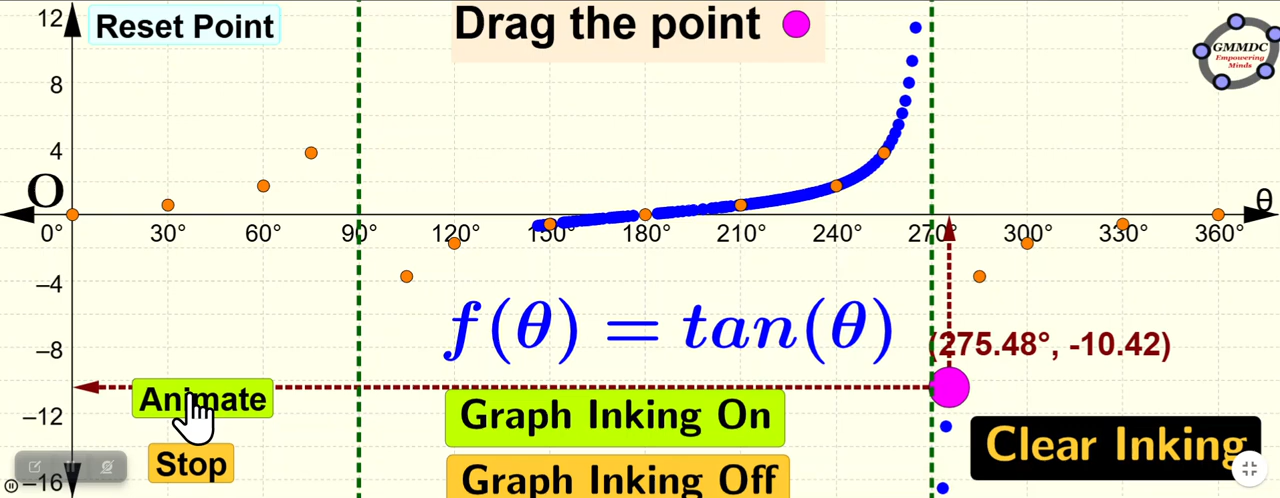 12
Reset Point
Drag the point
GMMDC
Empowering
Minds
8
4
O
θ
0° 30° 60° 90° 120° 150° 180° 210° 240° 270° 300° 330° 360°
–4
f(θ) = tan(θ)
–8
(275.48°, -10.42)
Animate
Graph Inking On
–12
Clear Inking
Stop
Graph Inking Off
–16